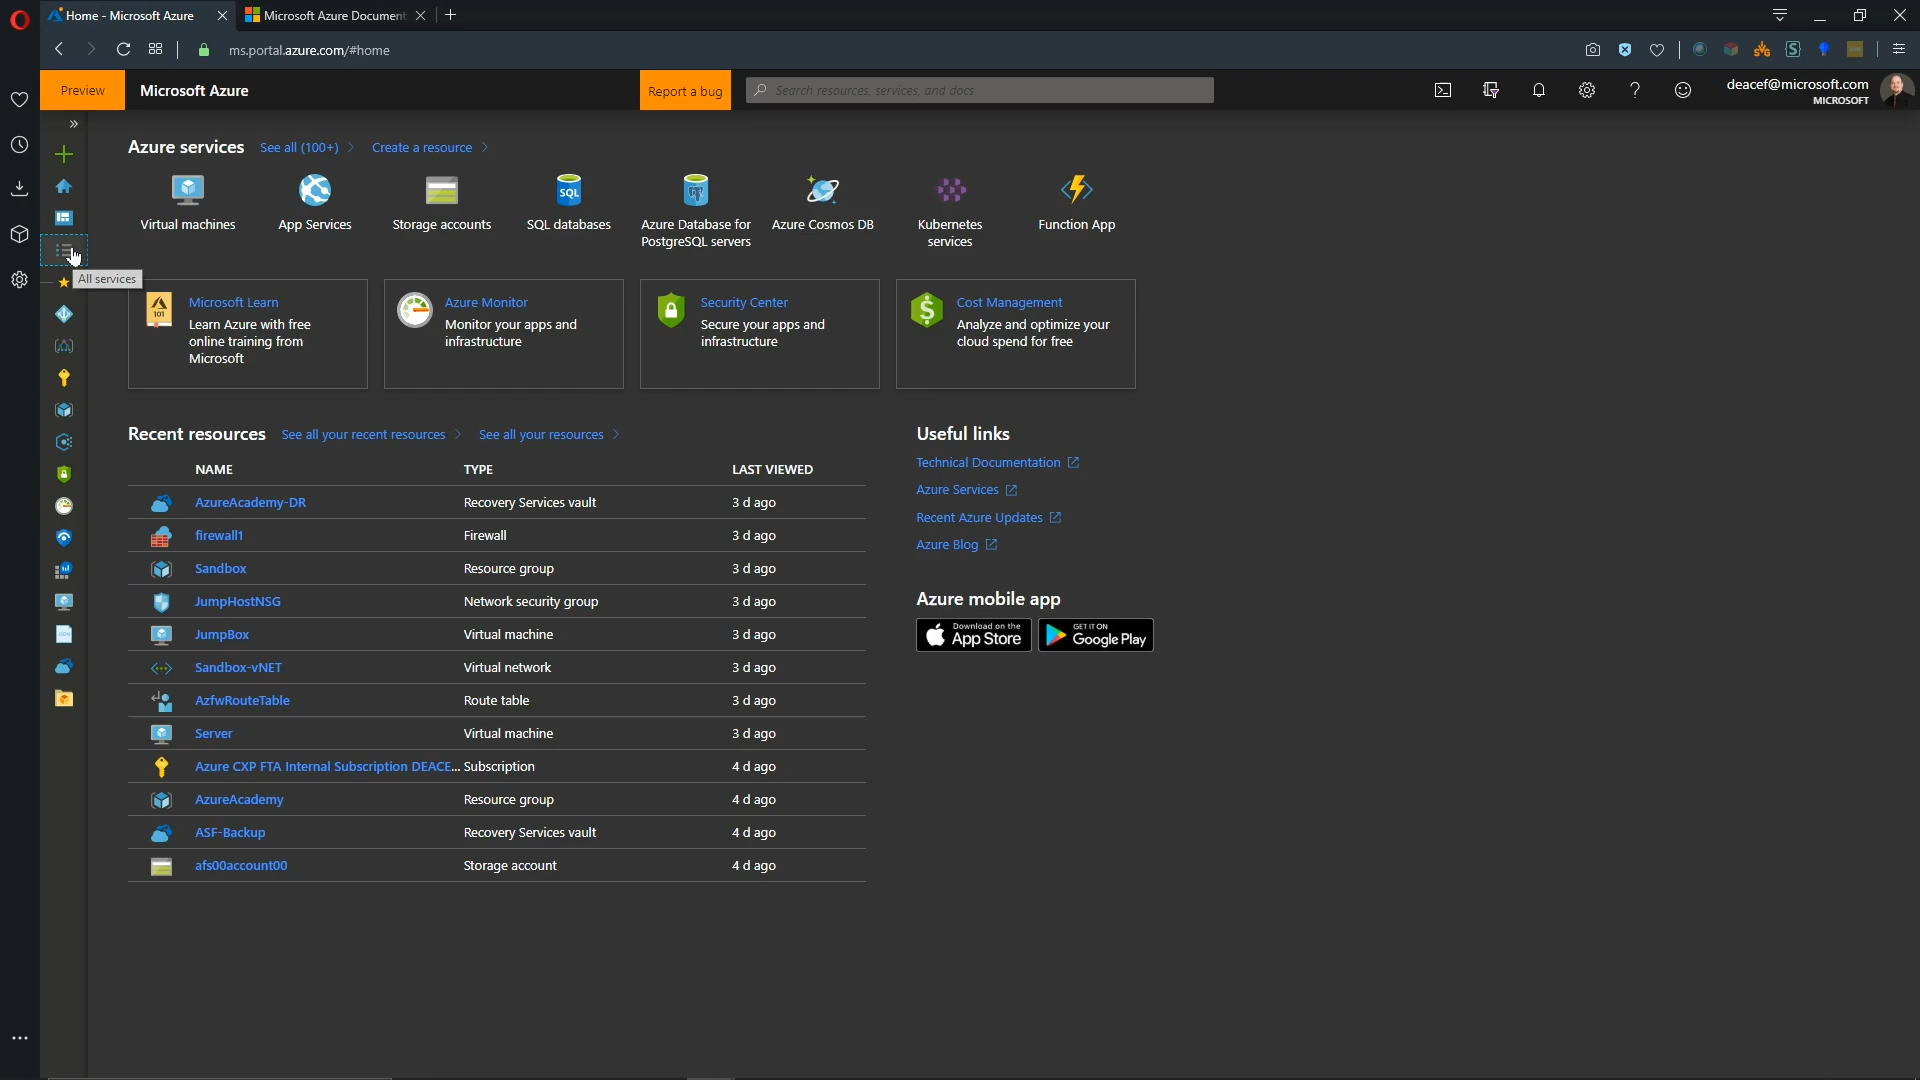 Home - Microsoft Azure
Microsoft Azure Document
ms.portal.azure.com/#home
Preview
Microsoft Azure
Report a bug
Search resources, services, and docs
deacef@microsoft.com
MICROSOFT
Azure services
See all (100+)
Create a resource
Virtual machines
App Services
Storage accounts
SQL
SQL databases
Azure Database for
PostgreSQL servers
Azure Cosmos DB
Kubernetes
services
Function App
All services
101
Microsoft Learn
Learn Azure with free
online training from
Microsoft
Azure Monitor
Monitor your apps and
infrastructure
Security Center
Secure your apps and
infrastructure
Cost Management
Analyze and optimize your
cloud spend for free
Recent resources
See all your recent resources
See all your resources
NAME TYPE LAST VIEWED
AzureAcademy-DR Recovery Services vault 3 d ago
firewall1 Firewall 3 d ago
Sandbox Resource group 3 d ago
JumpHostNSG Network security group 3 d ago
JumpBox Virtual machine 3 d ago
Sandbox-vNET Virtual network 3 d ago
AzfwRouteTable Route table 3 d ago
Server Virtual machine 3 d ago
Azure CXP FTA Internal Subscription DEACE... Subscription 4 d ago
AzureAcademy Resource group 4 d ago
ASF-Backup Recovery Services vault 4 d ago
afs00account00 Storage account 4 d ago
Useful links
Technical Documentation
Azure Services
Recent Azure Updates
Azure Blog
Azure mobile app
Download on the
App Store
GET IT ON
Google Play